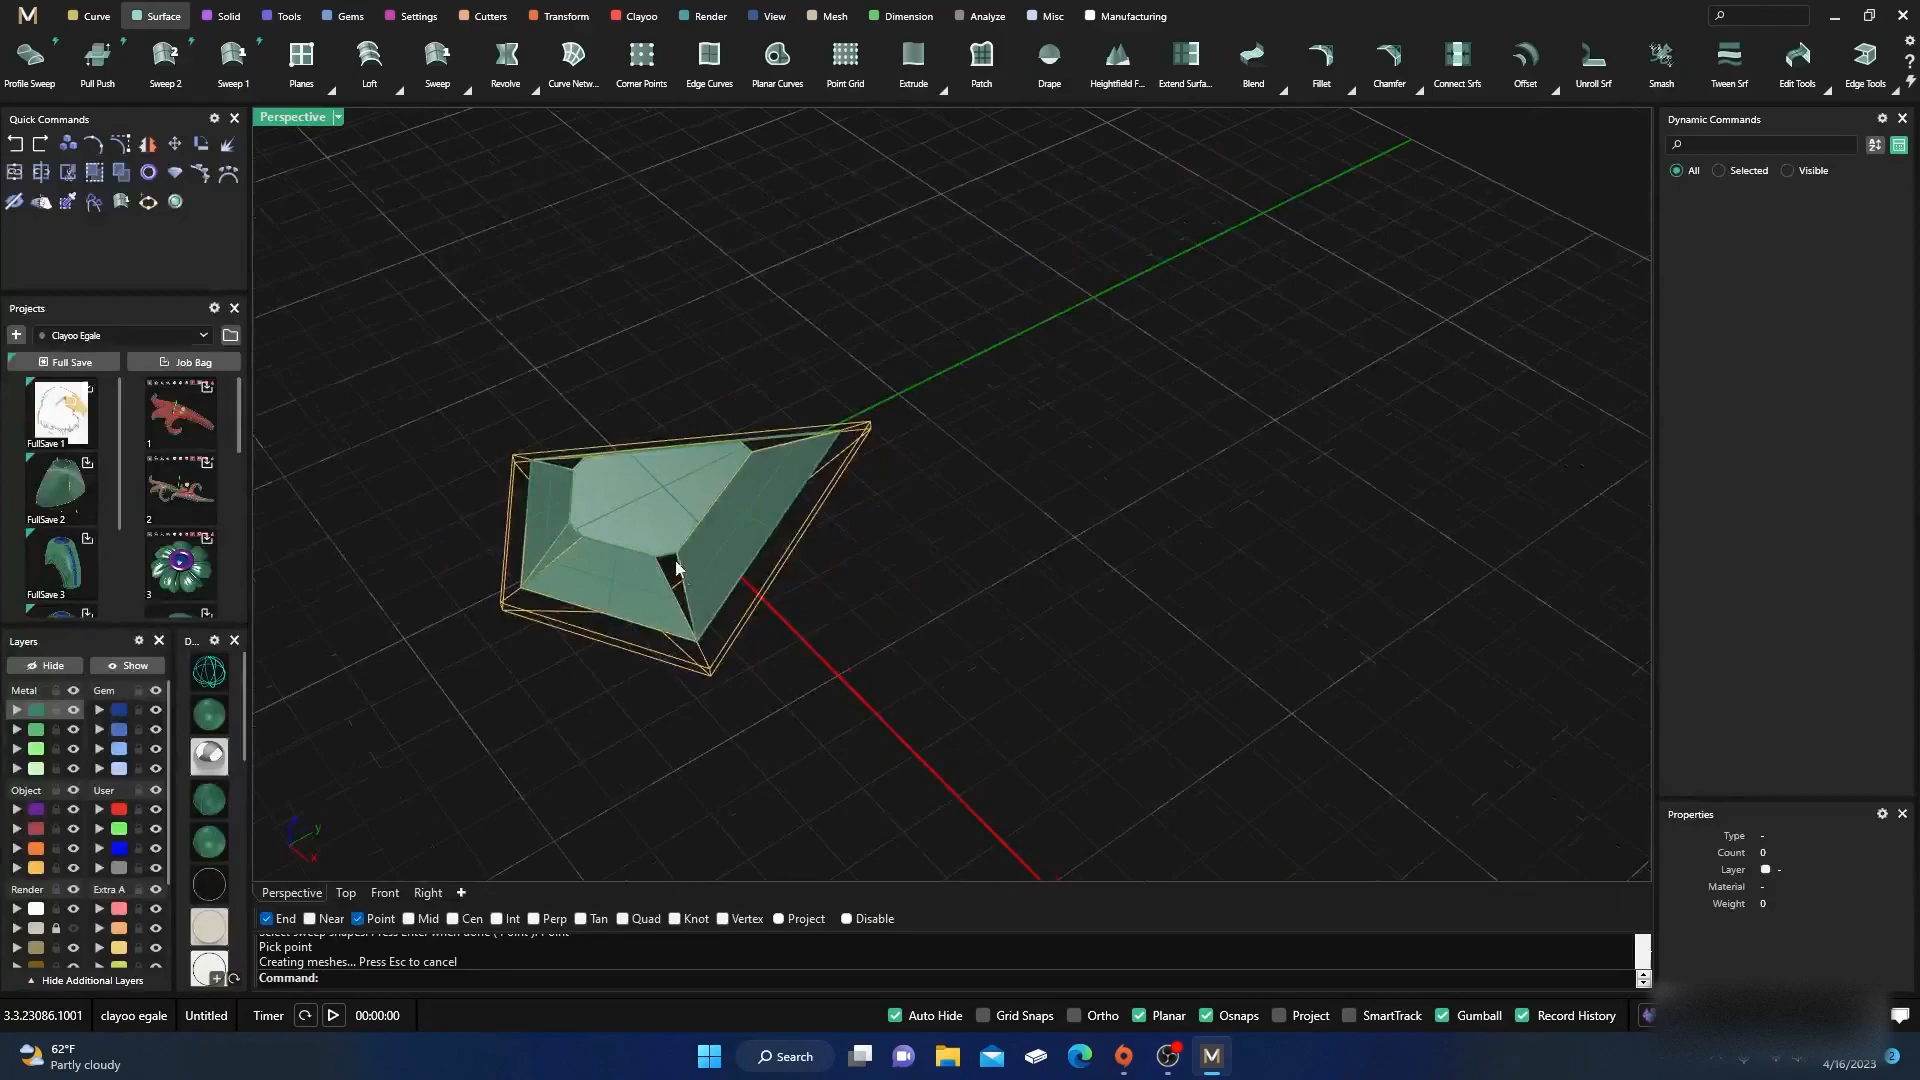 M Curve Surface Solid Tools Gems Settings Cutters Transform Clayoo Render View Mesh Dimension Analyze Misc Manufacturing
Profile Sweep Pull Push Sweep 2 Sweep 1 Planes Loft Sweep Revolve Curve Netw... Corner Points Edge Curves Planar Curves Point Grid Extrude Patch Drape Heightfield F... Extend Surfa... Blend Fillet Chamfer Connect Srfs Offset Unroll Srf Smash Tween Srf Edit Tools Edge Tools
Quick Commands
Perspective
Dynamic Commands
All Selected Visible
Projects
Clayoo Egale
Full Save Job Bag
FullSave 1 1
FullSave 2 2
FullSave 3 3
Layers D...
Hide Show
Metal Gem
Object User
Render Extra A
Hide Additional Layers
y
x
Properties
Type -
Count 0
Layer -
Material -
Weight 0
Perspective Top Front Right
End Near Point Mid Cen Int Perp Tan Quad Knot Vertex Project Disable
Pick point
Creating meshes... Press Esc to cancel
Command:
3.3.23086.1001 clayoo egale Untitled Timer 00:00:00 Auto Hide Grid Snaps Ortho Planar Osnaps Project SmartTrack Gumball Record History
62°F
Partly cloudy
Search
M
4/16/2023
2